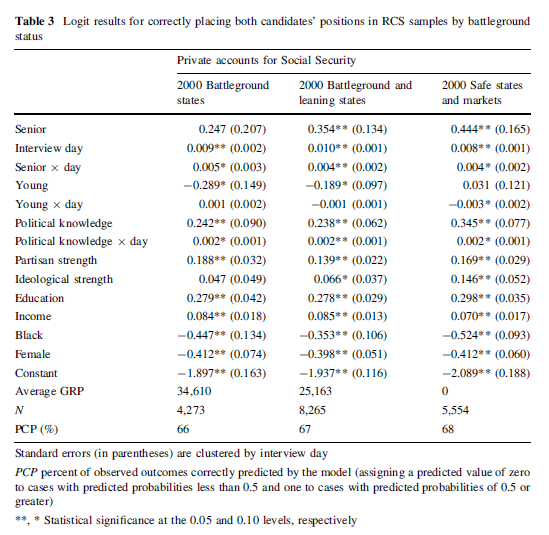 Table 3 Logit results for correctly placing both candidates' positions in RCS samples by battleground
status
Private accounts for Social Security
2000 Battleground states 2000 Battleground and leaning states 2000 Safe states and markets
Senior 0.247 (0.207) 0.354** (0.134) 0.444** (0.165)
Interview day 0.009** (0.002) 0.010** (0.001) 0.008** (0.001)
Senior × day 0.005* (0.003) 0.004** (0.002) 0.004* (0.002)
Young −0.289* (0.149) −0.189* (0.097) 0.031 (0.121)
Young × day 0.001 (0.002) −0.001 (0.001) −0.003* (0.002)
Political knowledge 0.242** (0.090) 0.238** (0.062) 0.345** (0.077)
Political knowledge × day 0.002* (0.001) 0.002** (0.001) 0.002* (0.001)
Partisan strength 0.188** (0.032) 0.139** (0.022) 0.169** (0.029)
Ideological strength 0.047 (0.049) 0.066* (0.037) 0.146** (0.052)
Education 0.279** (0.042) 0.278** (0.029) 0.298** (0.035)
Income 0.084** (0.018) 0.085** (0.013) 0.070** (0.017)
Black −0.447** (0.134) −0.353** (0.106) −0.524** (0.093)
Female −0.412** (0.074) −0.398** (0.051) −0.412** (0.060)
Constant −1.897** (0.163) −1.937** (0.116) −2.089** (0.188)
Average GRP 34,610 25,163 0
N 4,273 8,265 5,554
PCP (%) 66 67 68
Standard errors (in parentheses) are clustered by interview day
PCP percent of observed outcomes correctly predicted by the model (assigning a predicted value of zero
to cases with predicted probabilities less than 0.5 and one to cases with predicted probabilities of 0.5 or
greater)
**, * Statistical significance at the 0.05 and 0.10 levels, respectively